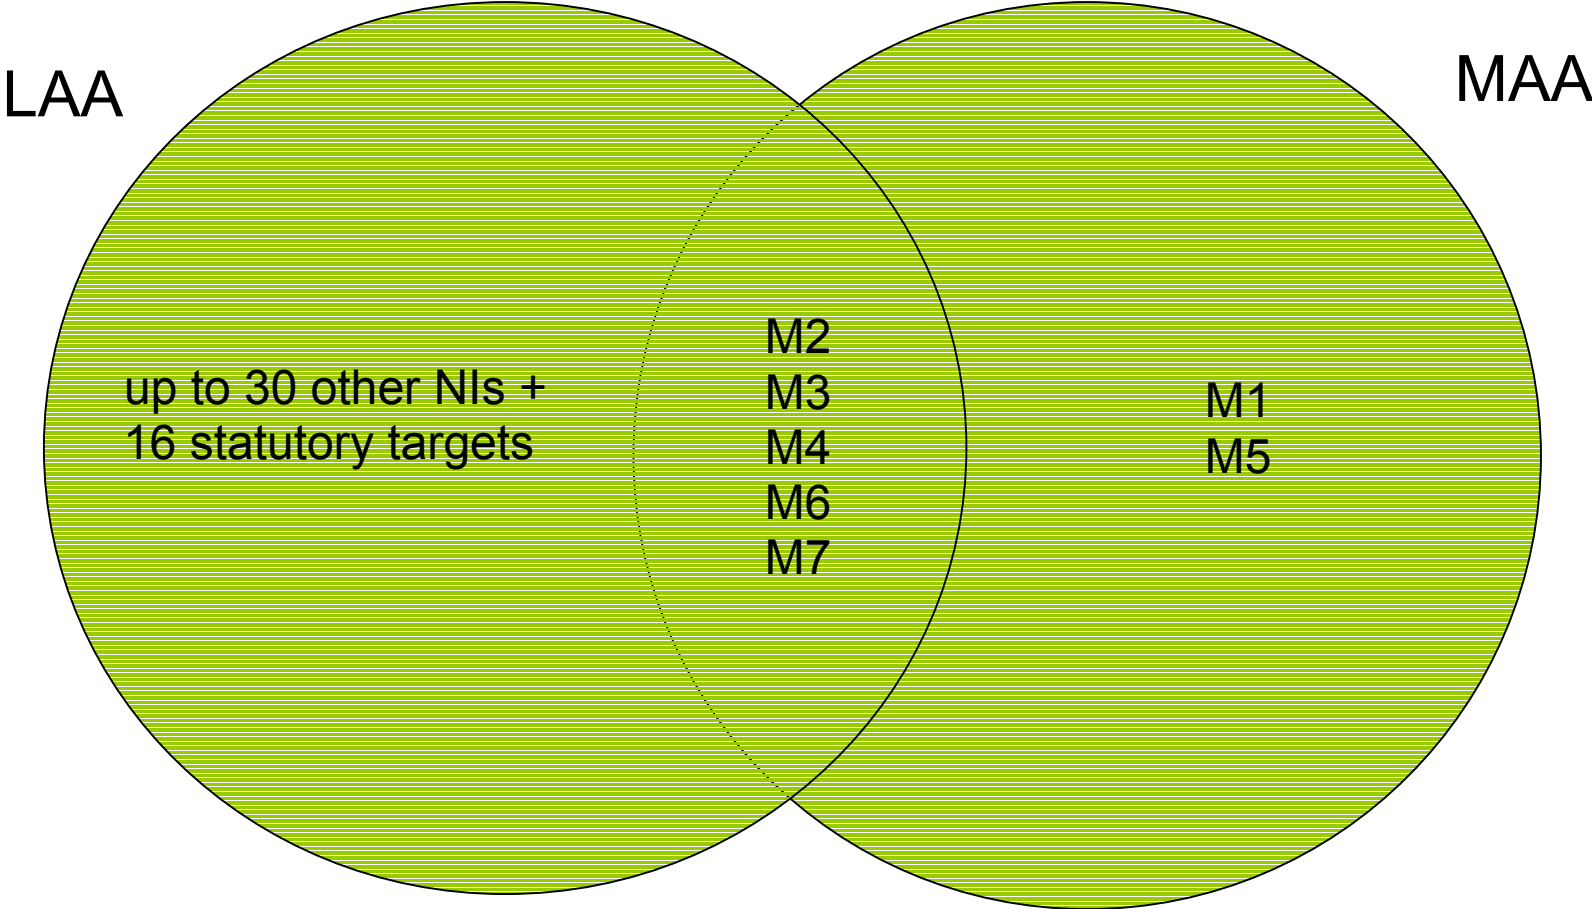 LAA
MAA
up to 30 other NIs +
16 statutory targets
M2
M3
M4
M6
M7
M1
M5